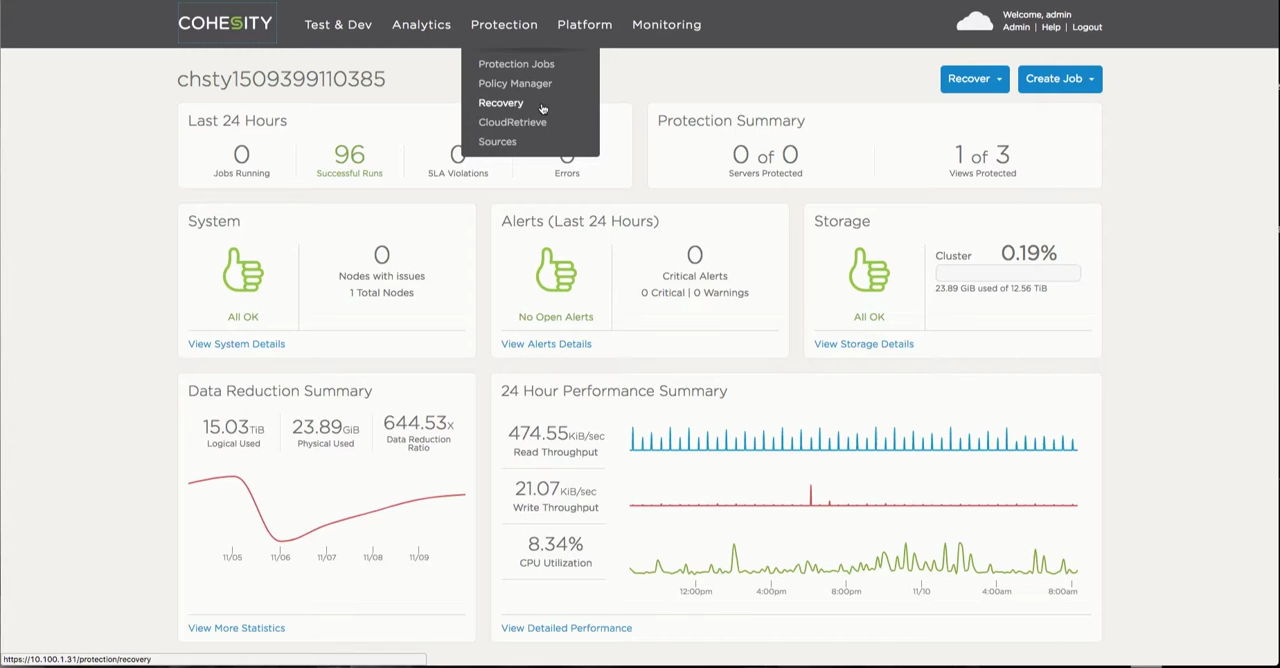 COHESITY
Test & Dev
Analytics
Protection
Platform
Monitoring
Welcome, admin
Admin | Help | Logout
Protection Jobs
Policy Manager
Recovery
CloudRetrieve
Sources
chsty1509399110385
Recover
Create Job
Last 24 Hours
0
Jobs Running
96
Successful Runs
0
SLA Violations
0
Errors
Protection Summary
0 of 0
Servers Protected
1 of 3
Views Protected
System
All OK
0
Nodes with issues
1 Total Nodes
View System Details
Alerts (Last 24 Hours)
No Open Alerts
0
Critical Alerts
0 Critical | 0 Warnings
View Alerts Details
Storage
All OK
Cluster 0.19%
23.89 GiB used of 12.56 TiB
View Storage Details
Data Reduction Summary
15.03TiB
Logical Used
23.89GiB
Physical Used
644.53x
Data Reduction
Ratio
11/05 11/06 11/07 11/08 11/09
View More Statistics
24 Hour Performance Summary
474.55KiB/sec
Read Throughput
21.07KiB/sec
Write Throughput
8.34%
CPU Utilization
12:00pm 4:00pm 8:00pm 11/10 4:00am 8:00am
View Detailed Performance
https://10.100.1.31/protection/recovery